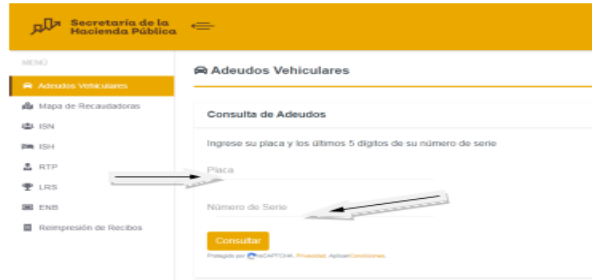 Secretaría de la
Hacienda Pública
MENÚ
Adeudos Vehiculares
Mapa de Recaudadoras
ISN
ISH
RTP
LRS
ENB
Reimpresión de Recibos
Adeudos Vehiculares
Consulta de Adeudos
Ingrese su placa y los últimos 5 dígitos de su número de serie
Placa
Número de Serie
Consultar
Protegido por reCAPTCHA. Privacidad. Aplican Condiciones